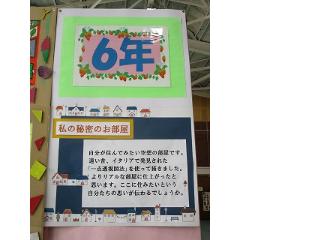 6年
私の秘密のお部屋
自分が住んでみたい空想の部屋です。
遠い昔、イタリアで発見された
「一点透視図法」を使って描きました。
よりリアルな部屋に仕上がったと
思います。ここに住みたいという
自分たちの思いが伝わるでしょうか。